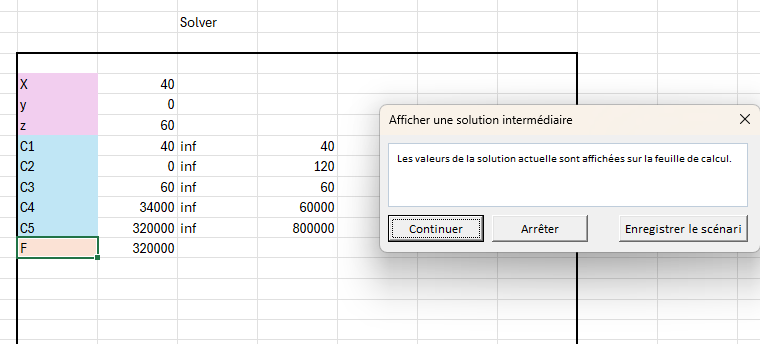 Solver
X 40
y 0
z 60
C1 40 inf 40
C2 0 inf 120
C3 60 inf 60
C4 34000 inf 60000
C5 320000 inf 800000
F 320000
Afficher une solution intermédiaire
Les valeurs de la solution actuelle sont affichées sur la feuille de calcul.
Continuer Arrêter Enregistrer le scénari